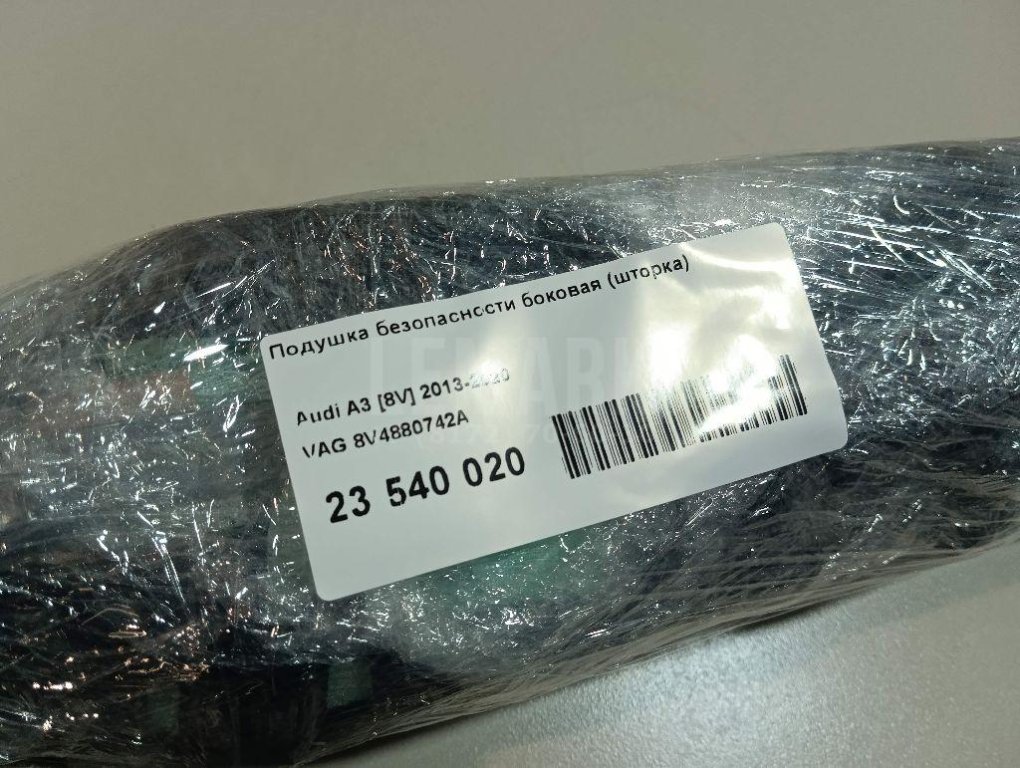 Подушка безопасности боковая (шторка)
Audi A3 [8V] 2013-2020
VAG 8V4880742A
23 540 020